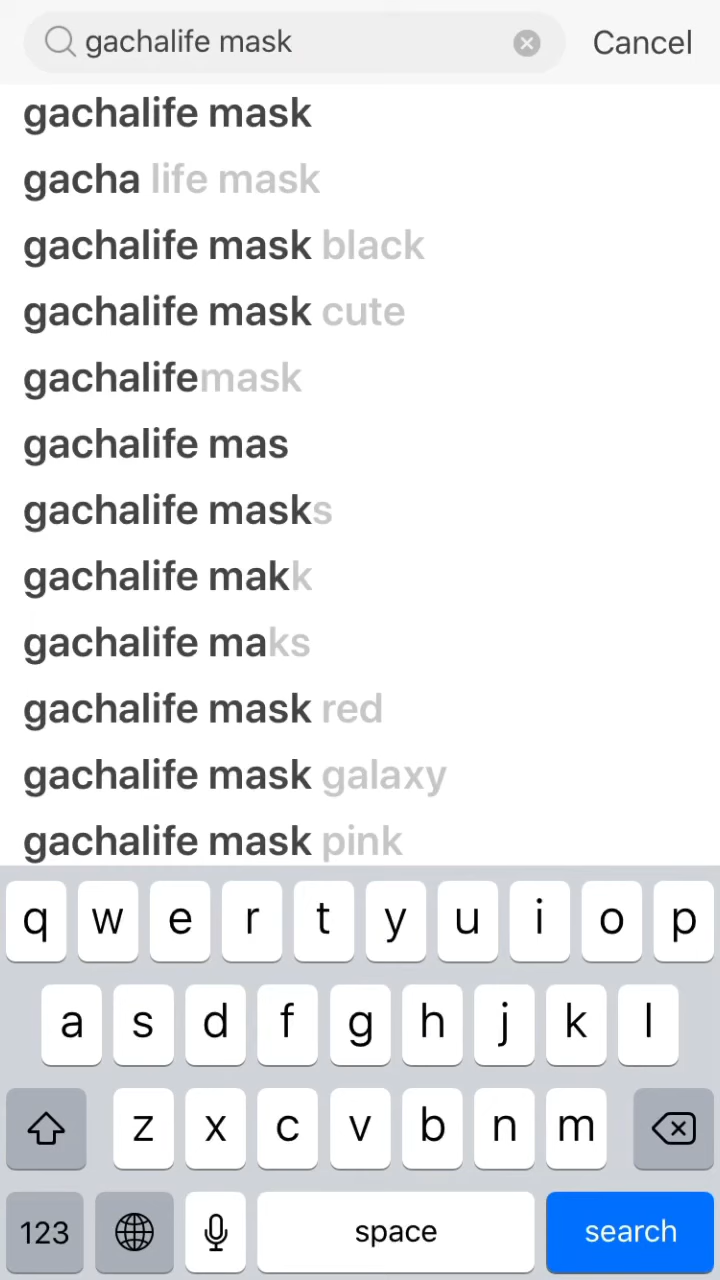 gachalife mask Cancel
gachalife mask
gacha life mask
gachalife mask black
gachalife mask cute
gachalifemask
gachalife mas
gachalife masks
gachalife makk
gachalife maks
gachalife mask red
gachalife mask galaxy
gachalife mask pink
q w e r t y u i o p
a s d f g h j k l
z x c v b n m
123 space search